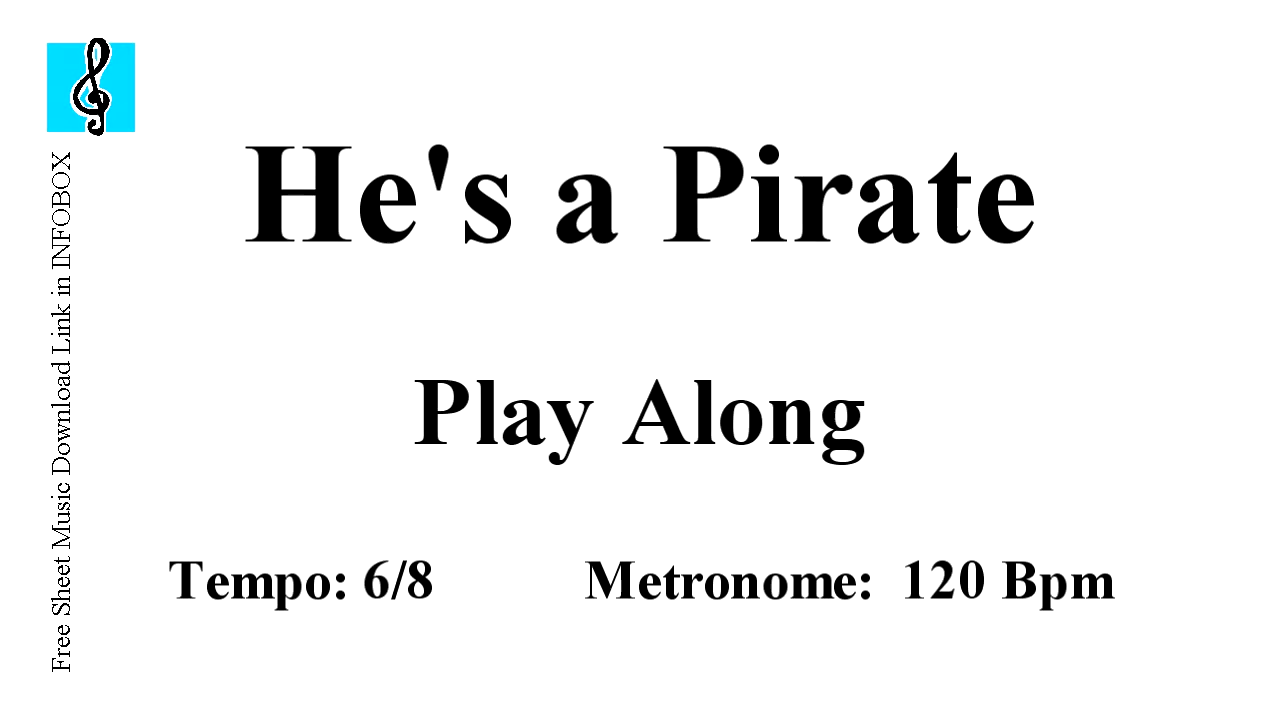 He's a Pirate
Play Along
Tempo: 6/8 Metronome: 120 Bpm
Free Sheet Music Download Link in INFOBOX